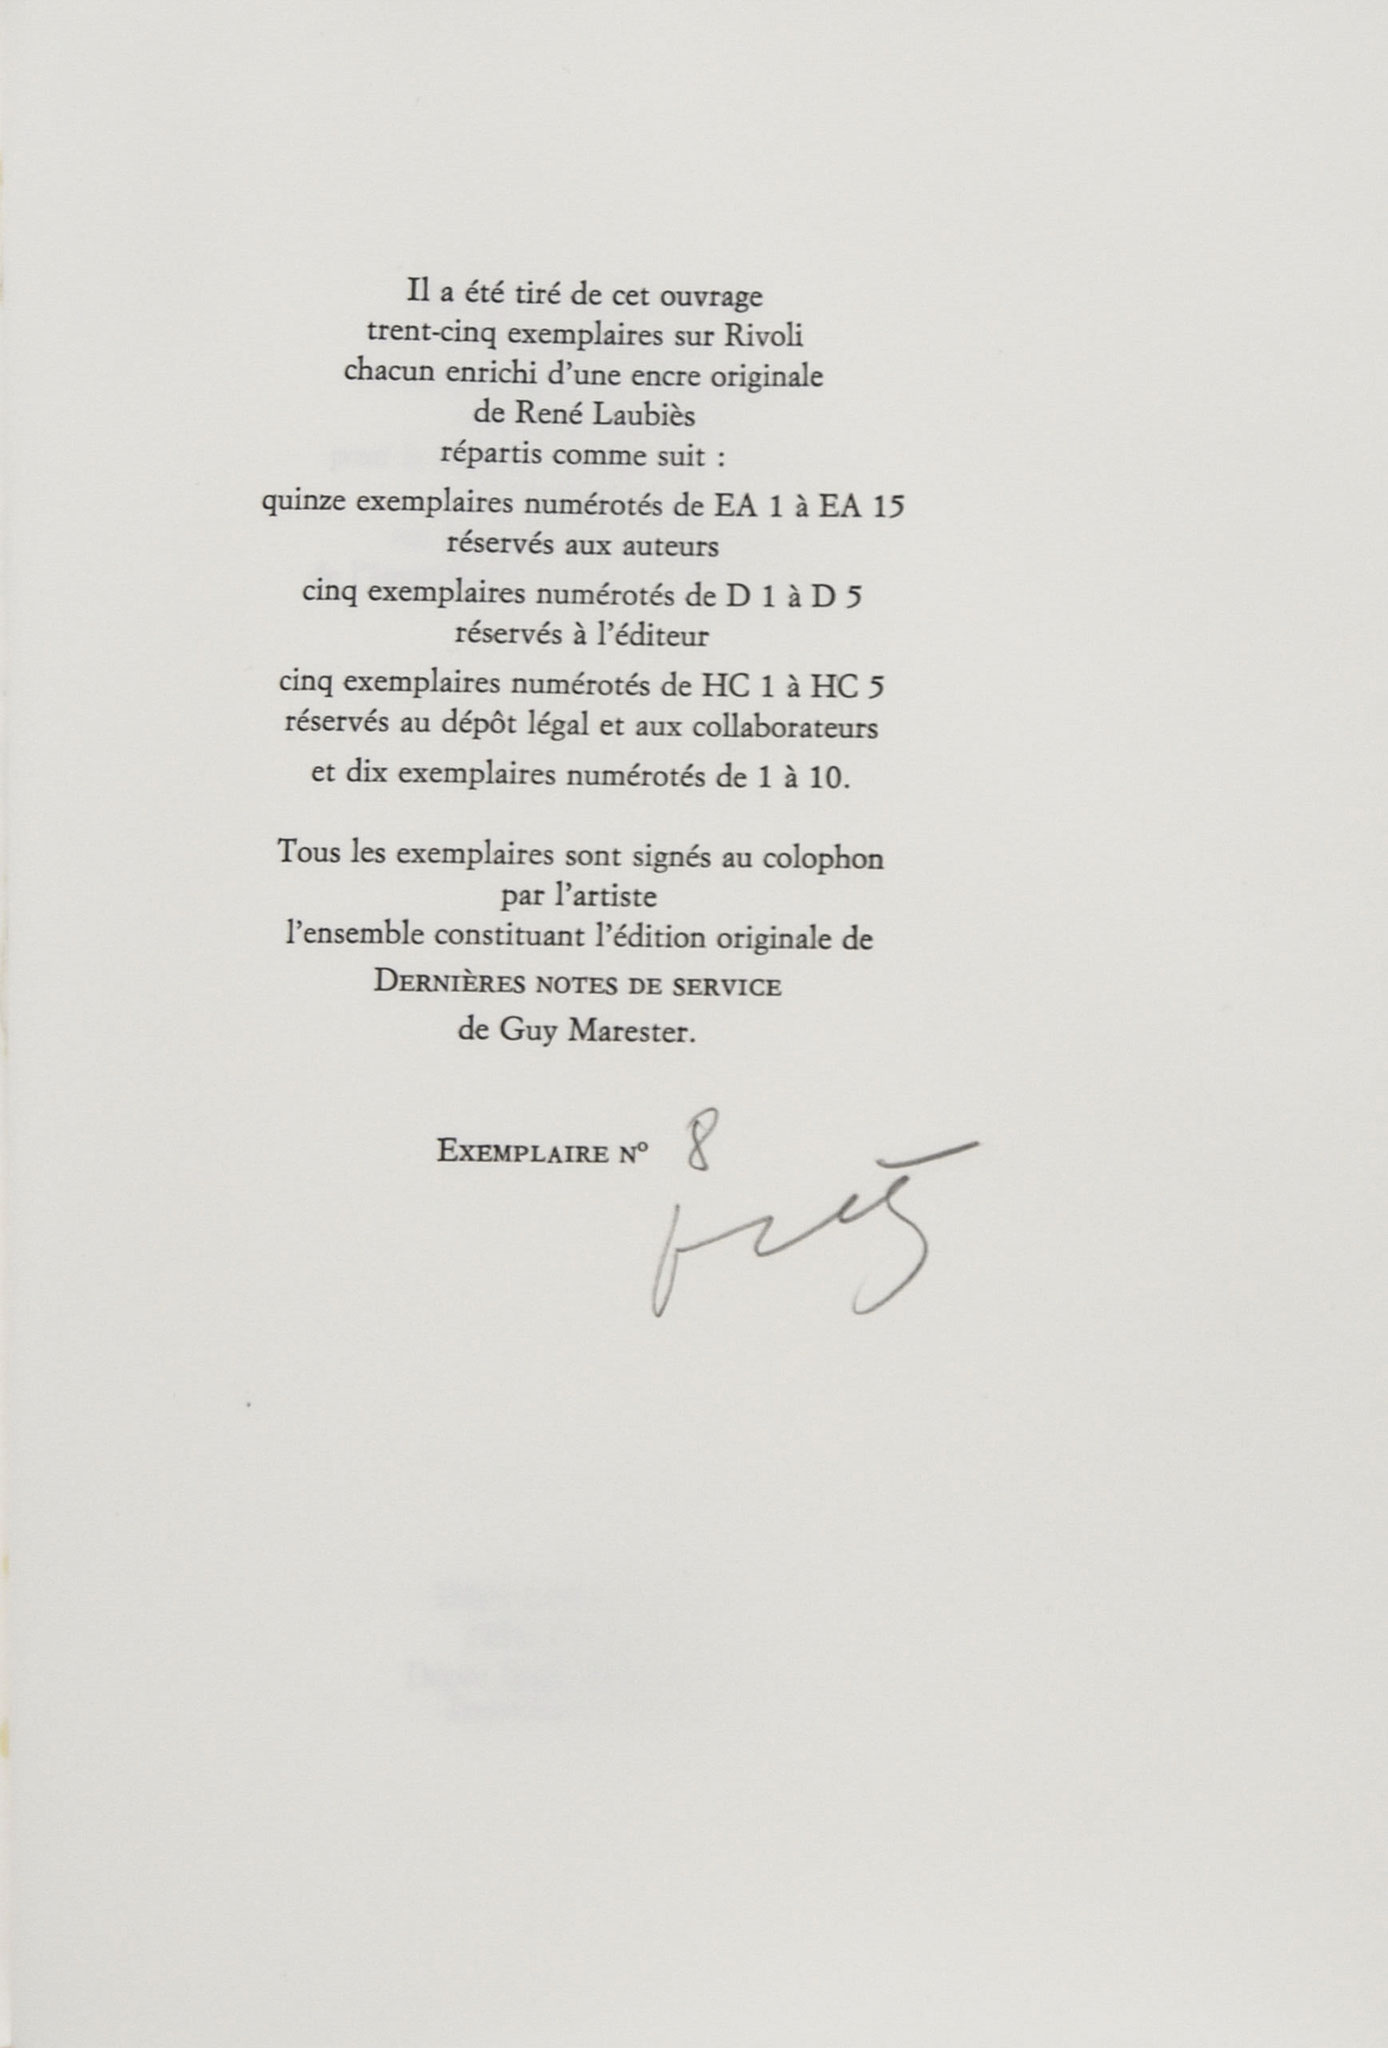 Il a été tiré de cet ouvrage
trent-cinq exemplaires sur Rivoli
chacun enrichi d'une encre originale
de René Laubiès
répartis comme suit :
quinze exemplaires numérotés de EA 1 à EA 15
réservés aux auteurs
cinq exemplaires numérotés de D 1 à D 5
réservés à l'éditeur
cinq exemplaires numérotés de HC 1 à HC 5
réservés au dépôt légal et aux collaborateurs
et dix exemplaires numérotés de 1 à 10.
Tous les exemplaires sont signés au colophon
par l'artiste
l'ensemble constituant l'édition originale de
DERNIÈRES NOTES DE SERVICE
de Guy Marester.
EXEMPLAIRE Nº 8